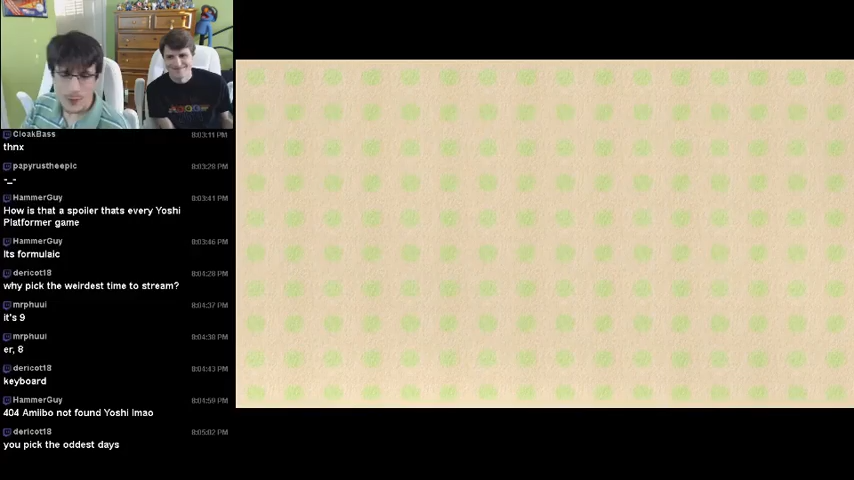 CloakBass 8:03:11 PM
thnx
papyrustheepic 8:03:28 PM
-_-
HammerGuy 8:03:41 PM
How is that a spoiler thats every Yoshi
Platformer game
HammerGuy 8:03:46 PM
Its formulaic
dericot18 8:04:28 PM
why pick the weirdest time to stream?
mrphuui 8:04:37 PM
it's 9
mrphuui 8:04:38 PM
er, 8
dericot18 8:04:43 PM
keyboard
HammerGuy 8:04:59 PM
404 Amiibo not found Yoshi lmao
dericot18 8:05:02 PM
you pick the oddest days